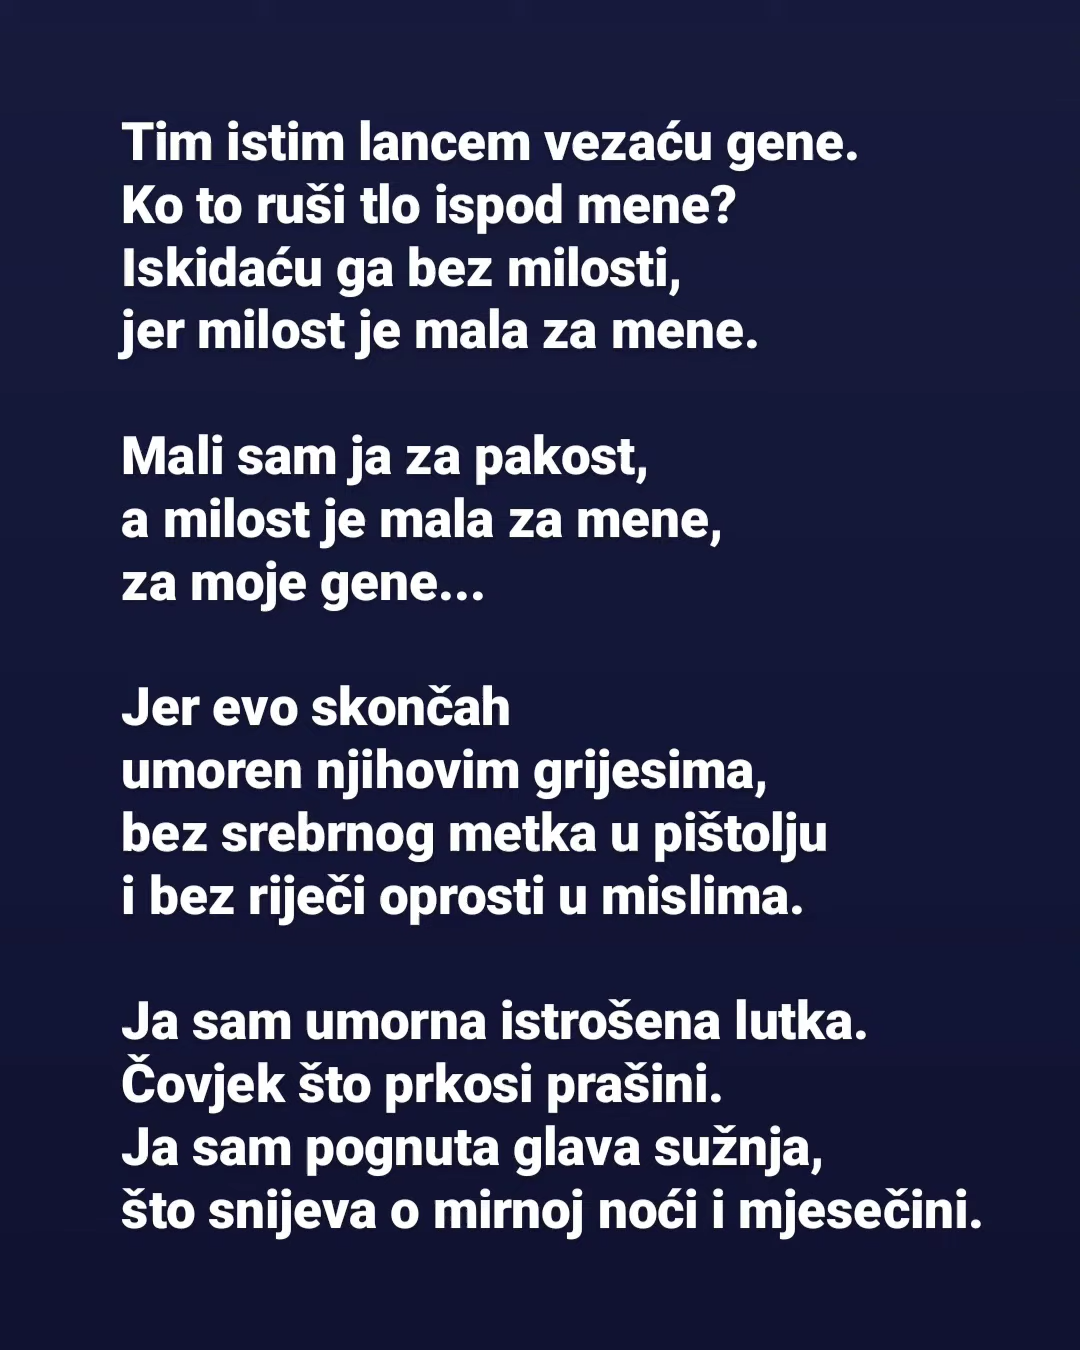 Tim istim lancem vezaću gene.
Ko to ruši tlo ispod mene?
Iskidaću ga bez milosti,
jer milost je mala za mene.

Mali sam ja za pakost,
a milost je mala za mene,
za moje gene...

Jer evo skončah
umoren njihovim grijesima,
bez srebrnog metka u pištolju
i bez riječi oprosti u mislima.

Ja sam umorna istrošena lutka.
Čovjek što prkosi prašini.
Ja sam pognuta glava sužnja,
što snijeva o mirnoj noći i mjesečini.